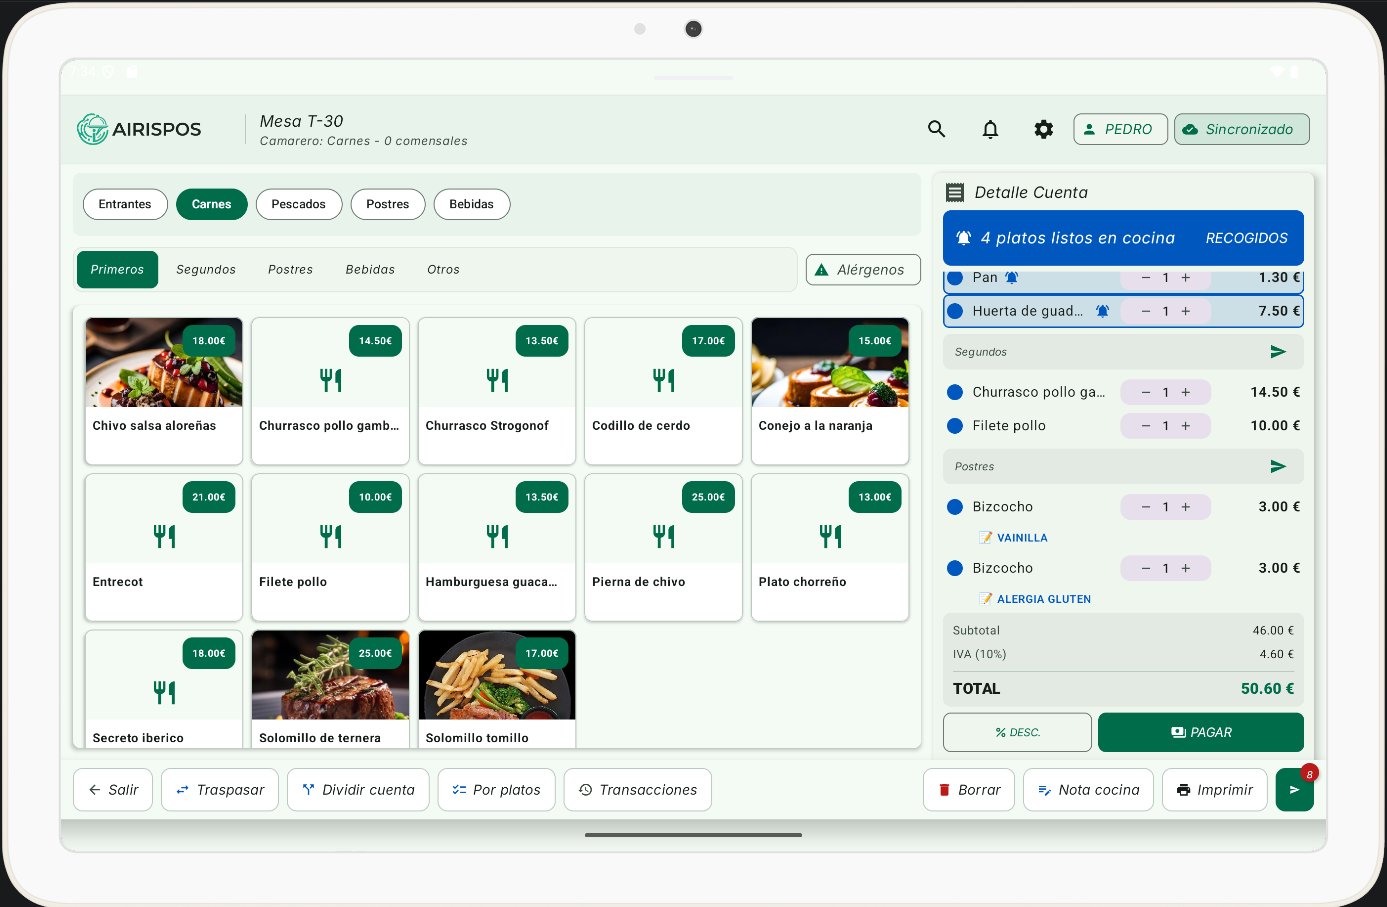 AIRISPOS
Mesa T-30
Camarero: Carnes - 0 comensales
PEDRO
Sincronizado
Entrantes
Carnes
Pescados
Postres
Bebidas
Primeros
Segundos
Postres
Bebidas
Otros
Alérgenos
18.00€
Chivo salsa aloreñas
14.50€
Churrasco pollo gamb...
13.50€
Churrasco Strogonof
17.00€
Codillo de cerdo
15.00€
Conejo a la naranja
21.00€
Entrecot
10.00€
Filete pollo
13.50€
Hamburguesa guaca...
25.00€
Pierna de chivo
13.00€
Plato chorreño
18.00€
Secreto iberico
25.00€
Solomillo de ternera
17.00€
Solomillo tomillo
Detalle Cuenta
4 platos listos en cocina RECOGIDOS
Pan − 1 + 1.30 €
Huerta de guad... − 1 + 7.50 €
Segundos
Churrasco pollo ga... − 1 + 14.50 €
Filete pollo − 1 + 10.00 €
Postres
Bizcocho − 1 + 3.00 €
VAINILLA
Bizcocho − 1 + 3.00 €
ALERGIA GLUTEN
Subtotal 46.00 €
IVA (10%) 4.60 €
TOTAL 50.60 €
% DESC.
PAGAR
Salir
Traspasar
Dividir cuenta
Por platos
Transacciones
Borrar
Nota cocina
Imprimir
8